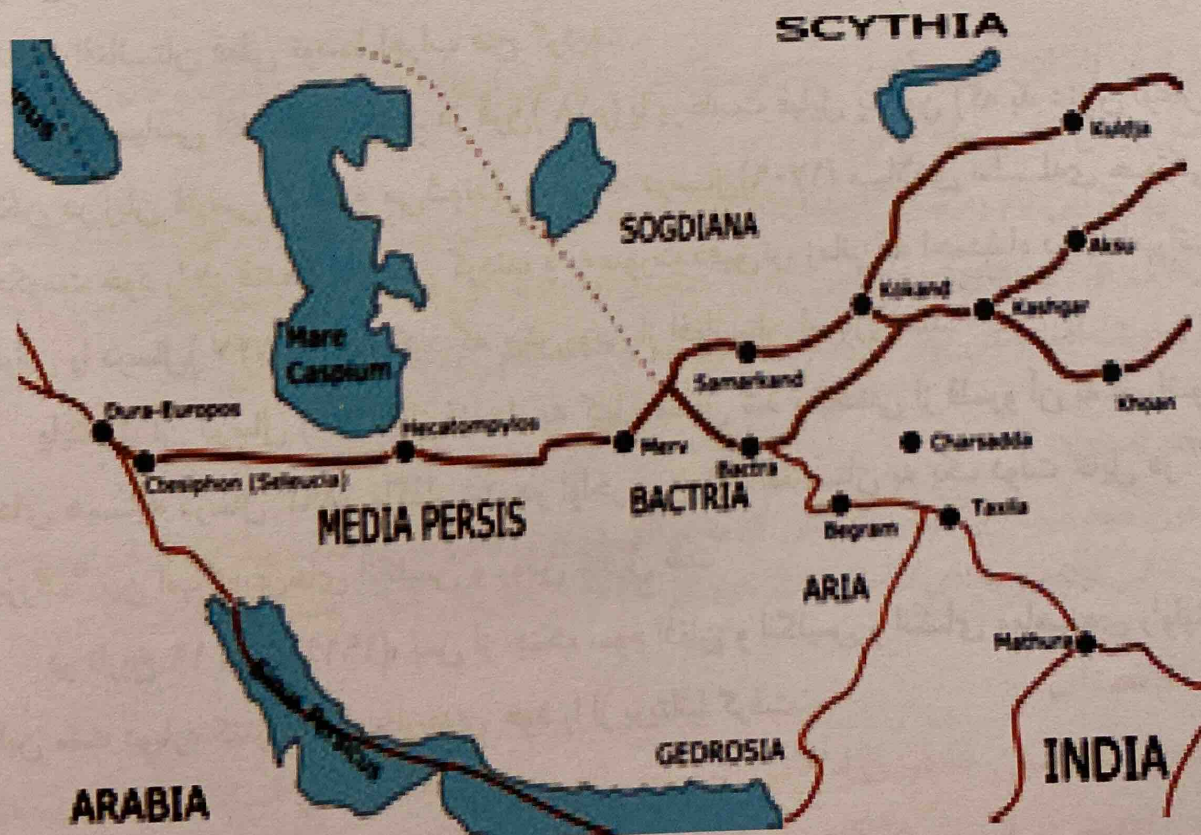 SCYTHIA
Kuldja
SOGDIANA
Aksu
Kokand
Kashgar
Mare
Caspium
Samarkand
Khoan
Dura-Europos
Hecatompylos
Merv
Charsadda
Bactra
Ctesiphon (Seleucia)
MEDIA PERSIS
BACTRIA
Begram
Taxila
ARIA
Mathura
GEDROSIA
INDIA
ARABIA